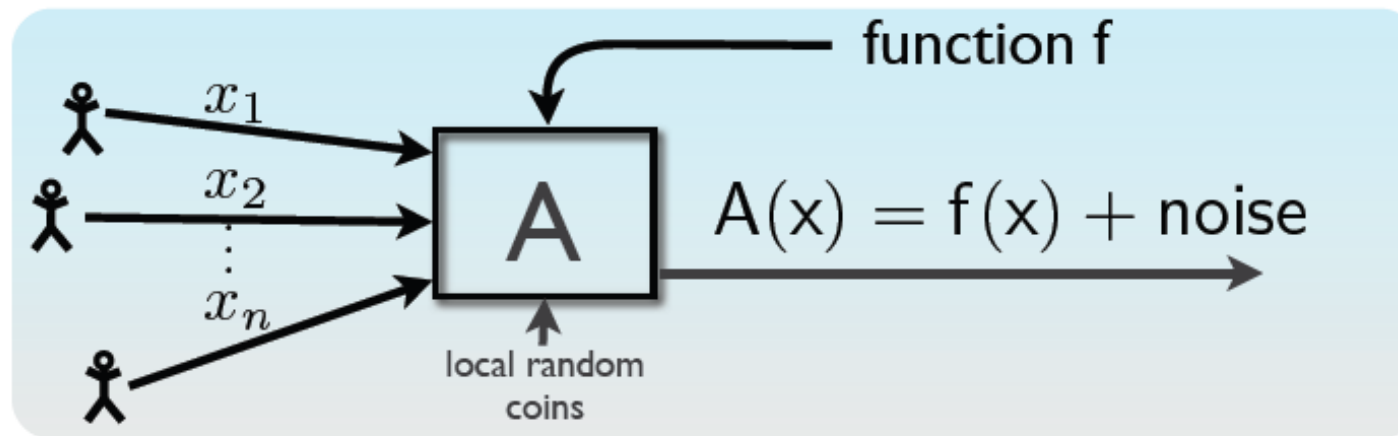 function f
x₁
x₂
⋮
xₙ
A
A(x) = f(x) + noise
local random
coins